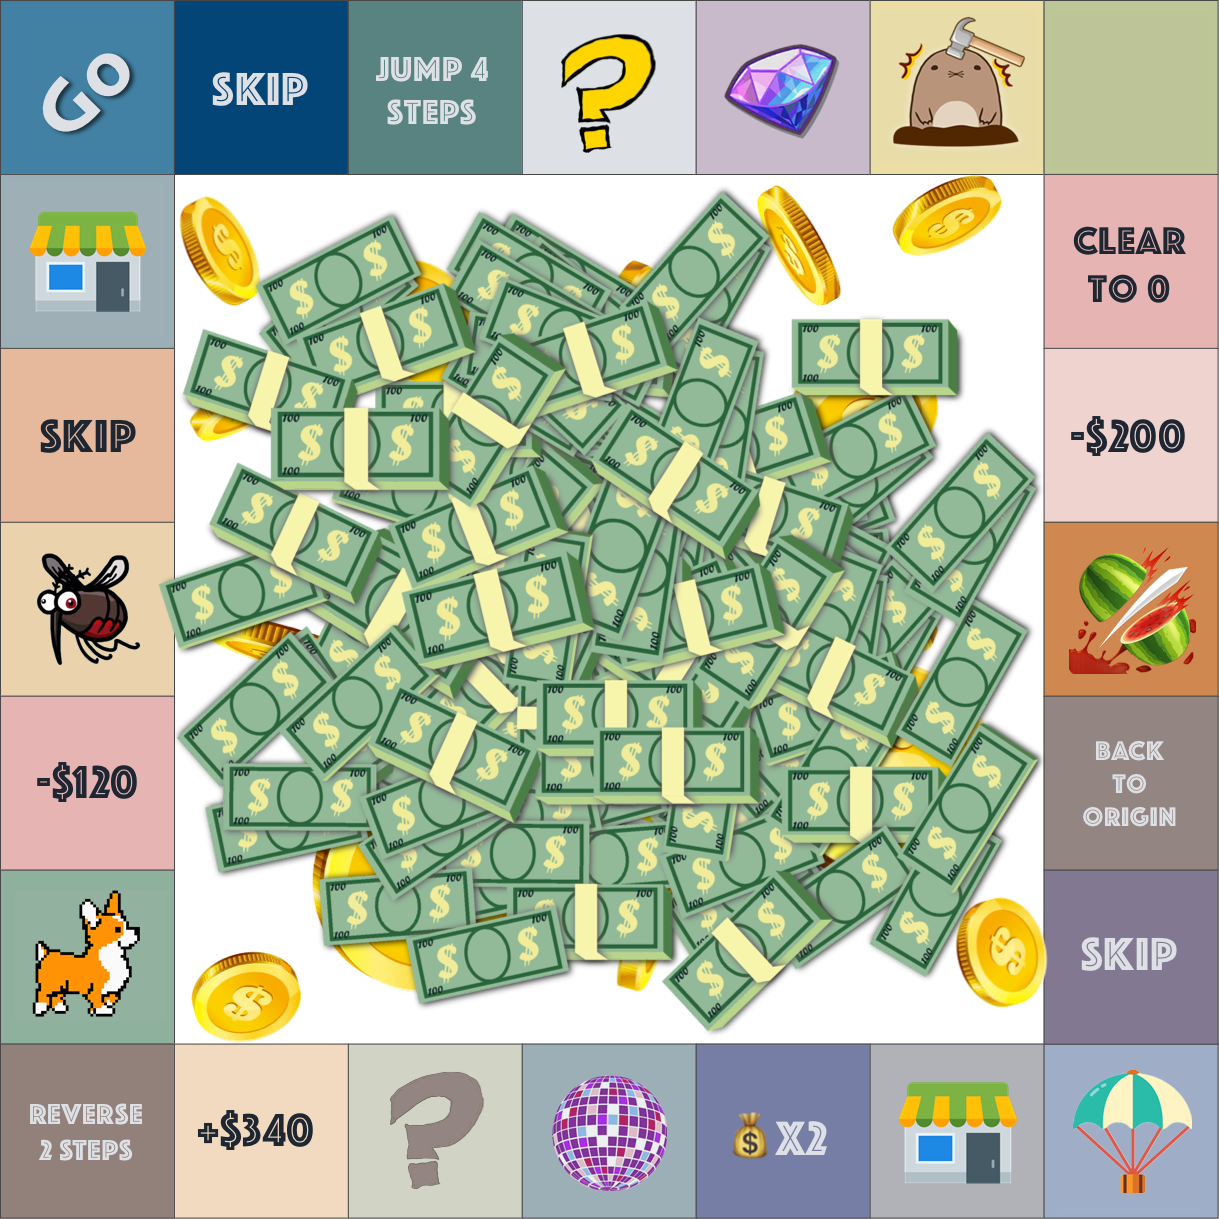 GO
SKIP
JUMP 4
STEPS
CLEAR
TO 0
SKIP
-$200
-$120
BACK
TO
ORIGIN
SKIP
REVERSE
2 STEPS
+$340
$ X2